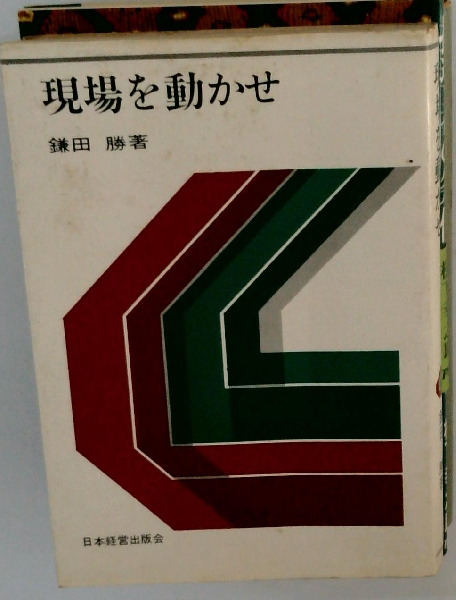 現場を動かせ
鎌田 勝著
日本経営出版会